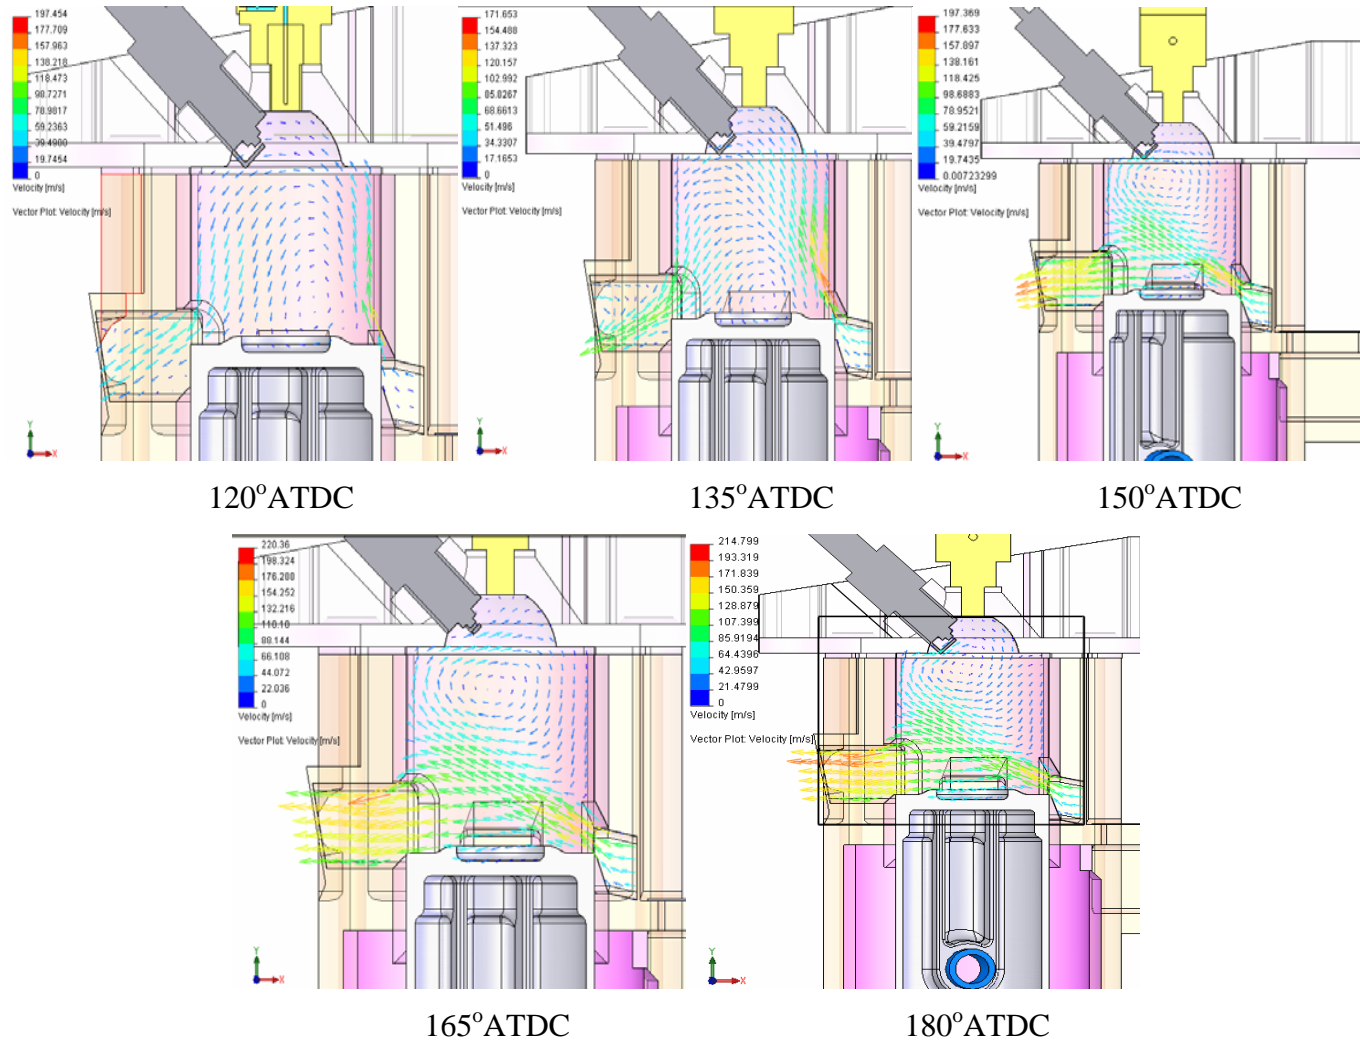 197.454
177.709
157.963
138.218
118.473
98.7271
78.9817
59.2363
39.4900
19.7454
0
Velocity [m/s]
Vector Plot: Velocity [m/s]
Y
X
120°ATDC
171.653
154.488
137.323
120.157
102.992
85.8267
68.6613
51.496
34.3307
17.1653
0
Velocity [m/s]
Vector Plot: Velocity [m/s]
Y
X
135°ATDC
197.369
177.633
157.897
138.161
118.425
98.6883
78.9521
59.2159
39.4797
19.7435
0.00723299
Velocity [m/s]
Vector Plot: Velocity [m/s]
Y
X
150°ATDC
220.36
198.324
176.288
154.252
132.216
110.18
88.144
66.108
44.072
22.036
0
Velocity [m/s]
Vector Plot: Velocity [m/s]
Y
X
165°ATDC
214.799
193.319
171.839
150.359
128.879
107.399
85.9194
64.4396
42.9597
21.4799
0
Velocity [m/s]
Vector Plot: Velocity [m/s]
Y
X
180°ATDC